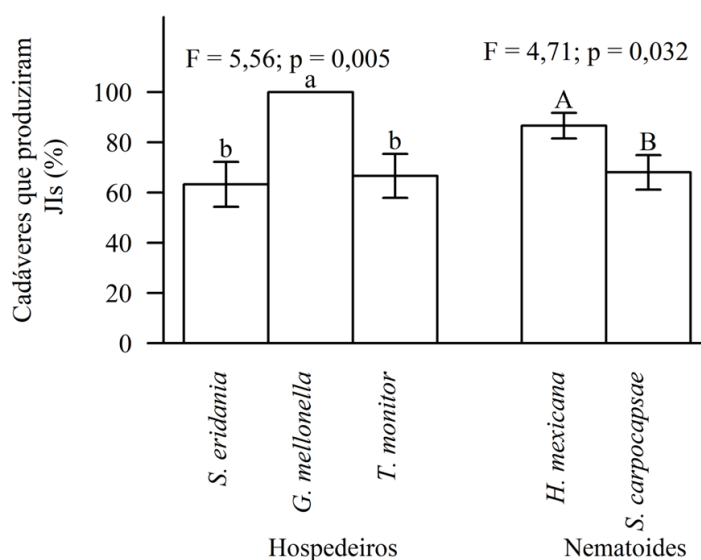 Cadáveres que produziram
JIs (%)
F = 5,56; p = 0,005
F = 4,71; p = 0,032
100
80
60
40
20
0
b
a
b
A
B
S. eridania
G. mellonella
T. monitor
H. mexicana
S. carpocapsae
Hospedeiros
Nematoides